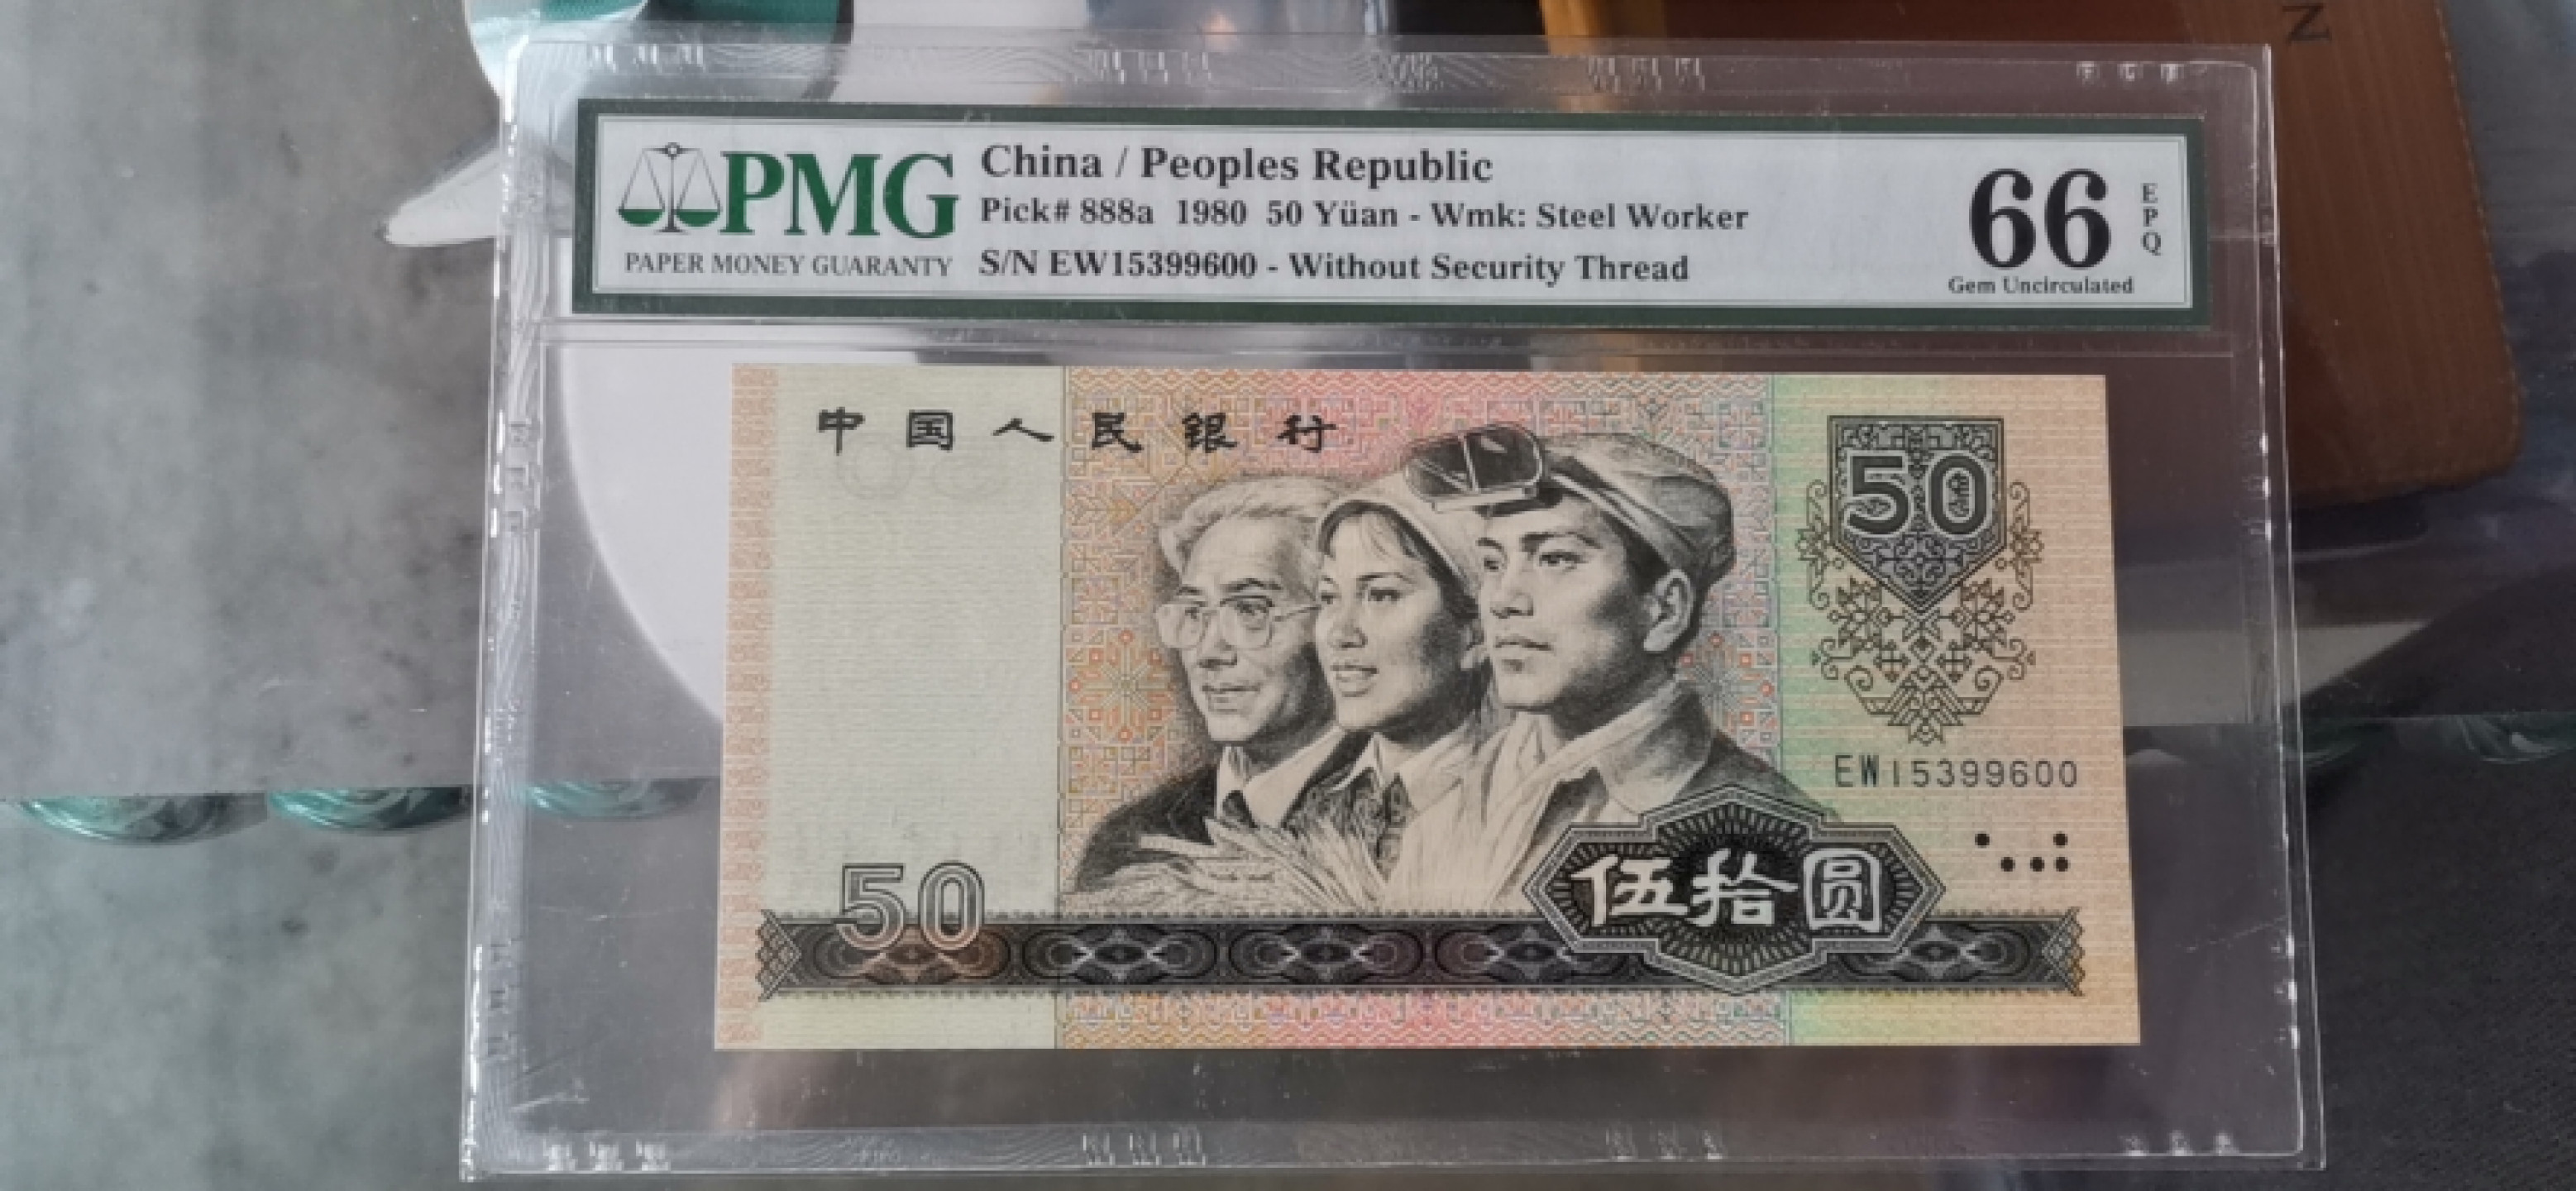 PMG
PAPER MONEY GUARANTY
China / Peoples Republic
Pick# 888a 1980 50 Yüan - Wmk: Steel Worker
S/N EW15399600 - Without Security Thread
66
EPQ
Gem Uncirculated
N
中国人民银行
50
EW15399600
50
伍拾圆